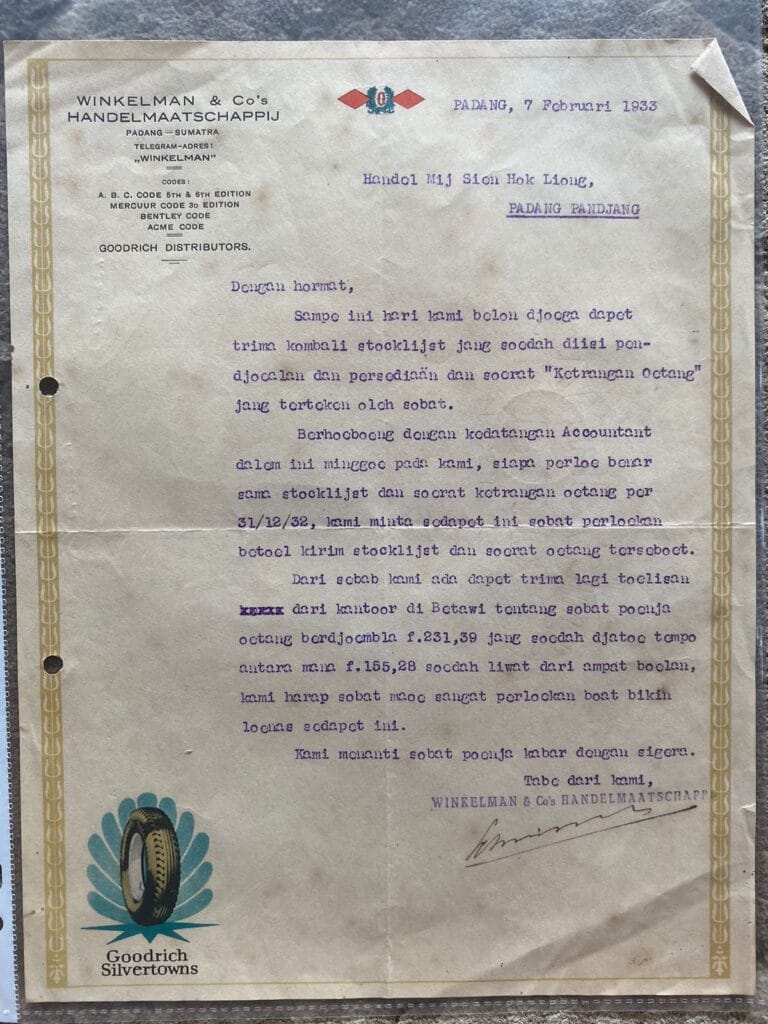 WINKELMAN & Co's
HANDELMAATSCHAPPIJ
PADANG — SUMATRA
TELEGRAM-ADRES:
„WINKELMAN”
CODES:
A. B. C. CODE 5TH & 6TH EDITION
MERCUUR CODE 3D EDITION
BENTLEY CODE
ACME CODE
GOODRICH DISTRIBUTORS.
G
PADANG, 7 Februari 1933
Handel Mij Sien Hok Liong,
PADANG PANDJANG
Dengan hormat,
Sampe ini hari kami belon djoega dapet
trima kombali stocklijst jang soedah diisi pen-
djoealan dan persediaän dan soerat "Ketrangan Oetang"
jang terteken oleh sobat.
Berhoeboeng dengan kedatangan Accountant
dalem ini minggoe pada kami, siapa perloe benar
sama stocklijst dan soerat ketrangan oetang per
31/12/32, kami minta sedapet ini sobat perloekan
betoel kirim stocklijst dan soerat oetang terseboet.
Dari sebab kami ada dapet trima lagi toelisan
dari kantoor di Betawi tentang sobat poenja
oetang berdjoembla f.231,39 jang soedah djatoe tempo
antara mana f.155,28 soedah liwat dari ampat boelan,
kami harap sobat maoe sangat perloekan boat bikin
loenas sedapet ini.
Kami menanti sobat poenja kabar dengan sigera.
Tabe dari kami,
WINKELMAN & Co's HANDELMAATSCHAPP
Goodrich
Silvertowns